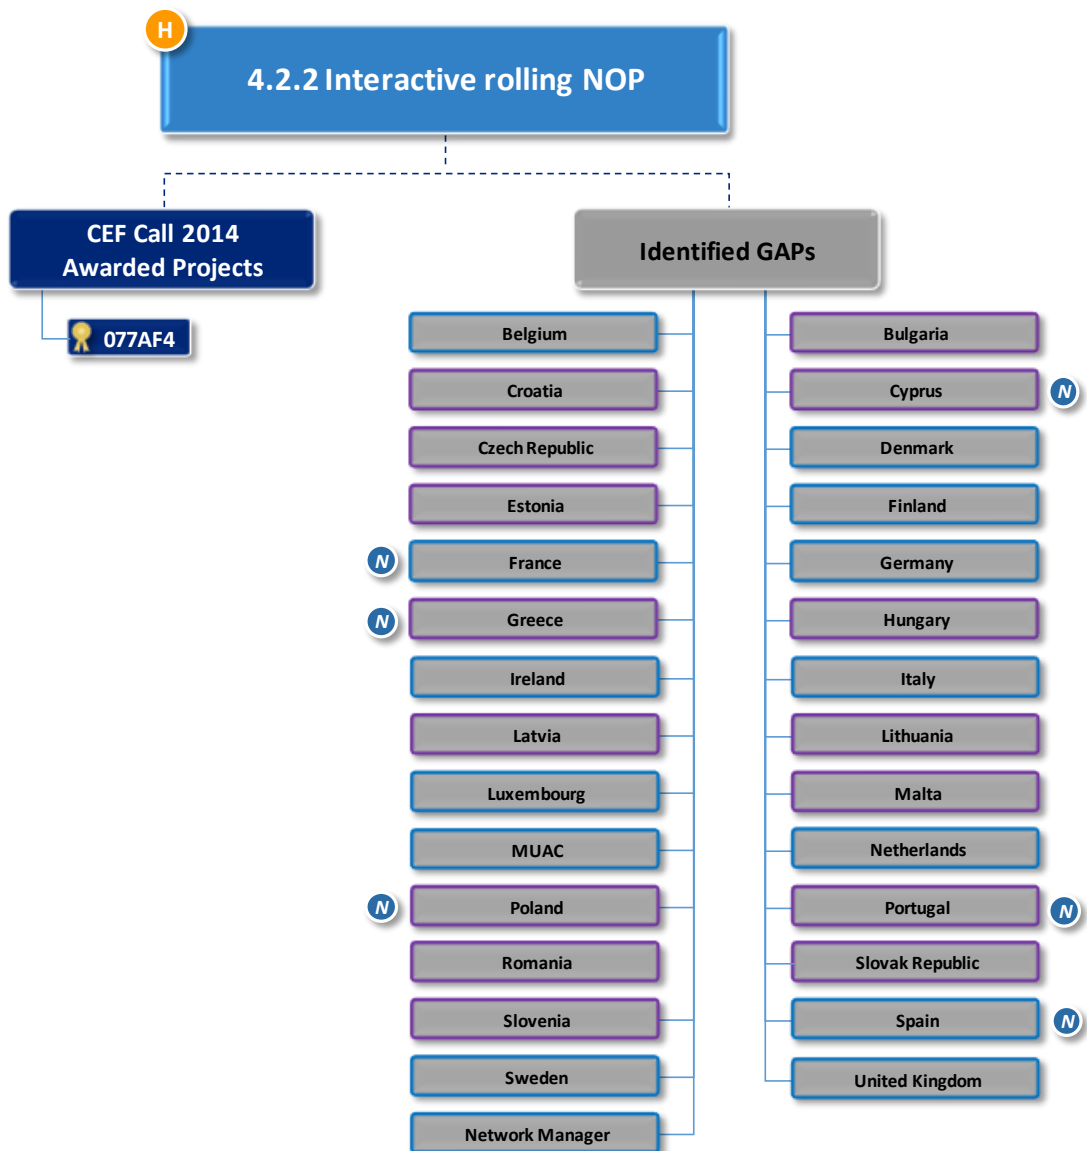 H
4.2.2 Interactive rolling NOP
CEF Call 2014
Awarded Projects
077AF4
Identified GAPs
Belgium
Bulgaria
Croatia
Cyprus
N
Czech Republic
Denmark
Estonia
Finland
N
France
Germany
N
Greece
Hungary
Ireland
Italy
Latvia
Lithuania
Luxembourg
Malta
MUAC
Netherlands
N
Poland
Portugal
N
Romania
Slovak Republic
Slovenia
Spain
N
Sweden
United Kingdom
Network Manager